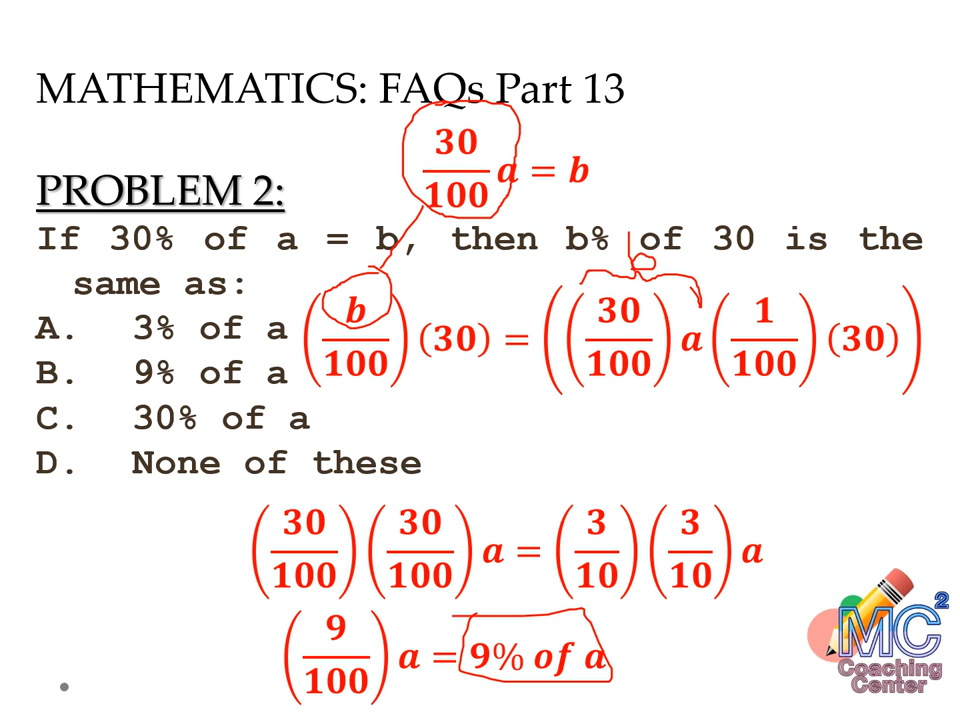 MATHEMATICS: FAQs Part 13
30/100 a = b
PROBLEM 2:
If 30% of a = b, then b% of 30 is the
same as:
A. 3% of a
B. 9% of a
C. 30% of a
D. None of these
(b/100)(30) = ((30/100)a(1/100)(30))
(30/100)(30/100)a = (3/10)(3/10)a
(9/100)a = 9% of a
MC²
Coaching
Center